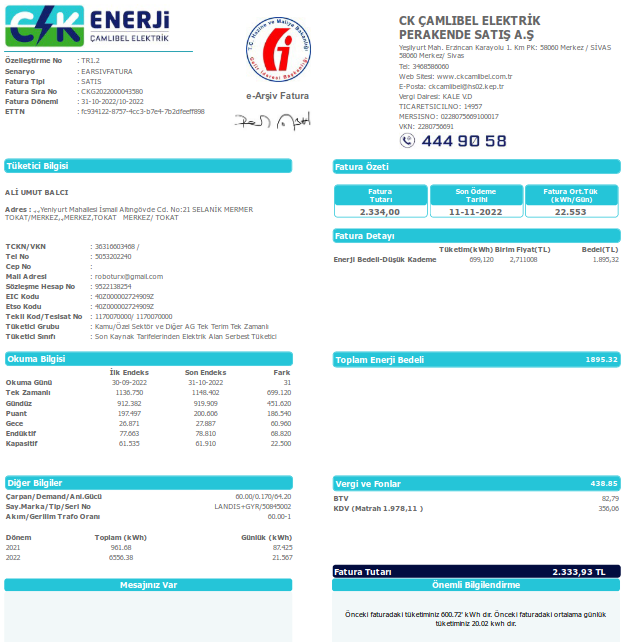 CK ENERJi
ÇAMLIBEL ELEKTRİK
Özelleştirme No : TR1.2
Senaryo : EARSIVFATURA
Fatura Tipi : SATIS
Fatura Sıra No : CKG2022000043580
Fatura Dönemi : 31-10-2022/10-2022
ETTN : fc934122-8757-4cc3-b7e4-7b2dfeeff898
T.C. Hazine ve Maliye Bakanlığı
Gelir İdaresi Başkanlığı
e-Arşiv Fatura
CK ÇAMLIBEL ELEKTRİK
PERAKENDE SATIŞ A.Ş
Yeşilyurt Mah. Erzincan Karayolu 1. Km PK: 58060 Merkez / SİVAS
58060 Merkez/ Sivas
Tel: 3468586060
Web Sitesi: www.ckcamlibel.com.tr
E-Posta: ckcamlibel@hs02.kep.tr
Vergi Dairesi: KALE V.D
TICARETSICILNO: 14957
MERSISNO: 0228075669100017
VKN: 2280756691
444 90 58
Tüketici Bilgisi
ALİ UMUT BALCI
Adres : .,,Yeniyurt Mahallesi İsmail Altıngövde Cd. No:21 SELANIK MERMER
TOKAT/MERKEZ,,MERKEZ,TOKAT MERKEZ/ TOKAT
TCKN/VKN : 36316603468 /
Tel No : 5053202240
Cep No :
Mail Adresi : roboturx@gmail.com
Sözleşme Hesap No : 9522138254
EIC Kodu : 40Z000002724909Z
Etso Kodu : 40Z000002724909Z
Tekil Kod/Tesisat No : 1170070000/ 1170070000
Tüketici Grubu : Kamu/Özel Sektör ve Diğer AG Tek Terim Tek Zamanlı
Tüketici Sınıfı : Son Kaynak Tarifelerinden Elektrik Alan Serbest Tüketici
Fatura Özeti
Fatura Tutarı Son Ödeme Tarihi Fatura Ort.Tük (kWh/Gün)
2.334,00 11-11-2022 22.553
Fatura Detayı
Tüketim(kWh) Birim Fiyat(TL) Bedel(TL)
Enerji Bedeli-Düşük Kademe 699,120 2,711008 1.895,32
Okuma Bilgisi
İlk Endeks Son Endeks Fark
Okuma Günü 30-09-2022 31-10-2022 31
Tek Zamanlı 1136.750 1148.402 699.120
Gündüz 912.382 919.909 451.620
Puant 197.497 200.606 186.540
Gece 26.871 27.887 60.960
Endüktif 77.663 78.810 68.820
Kapasitif 61.535 61.910 22.500
Toplam Enerji Bedeli 1895.32
Diğer Bilgiler
Çarpan/Demand/Ani.Gücü 60.00/0.170/64.20
Say.Marka/Tip/Seri No LANDIS+GYR/50845002
Akım/Gerilim Trafo Oranı 60.00-1
Dönem Toplam (kWh) Günlük (kWh)
2021 961.68 87.425
2022 6556.38 21.567
Vergi ve Fonlar 438.85
BTV 82,79
KDV (Matrah 1.978,11 ) 356,06
Fatura Tutarı 2.333,93 TL
Mesajınız Var
Önemli Bilgilendirme
Önceki faturadaki tüketiminiz 600.72' kWh dır. Önceki faturadaki ortalama günlük
tüketiminiz 20.02 kwh dır.